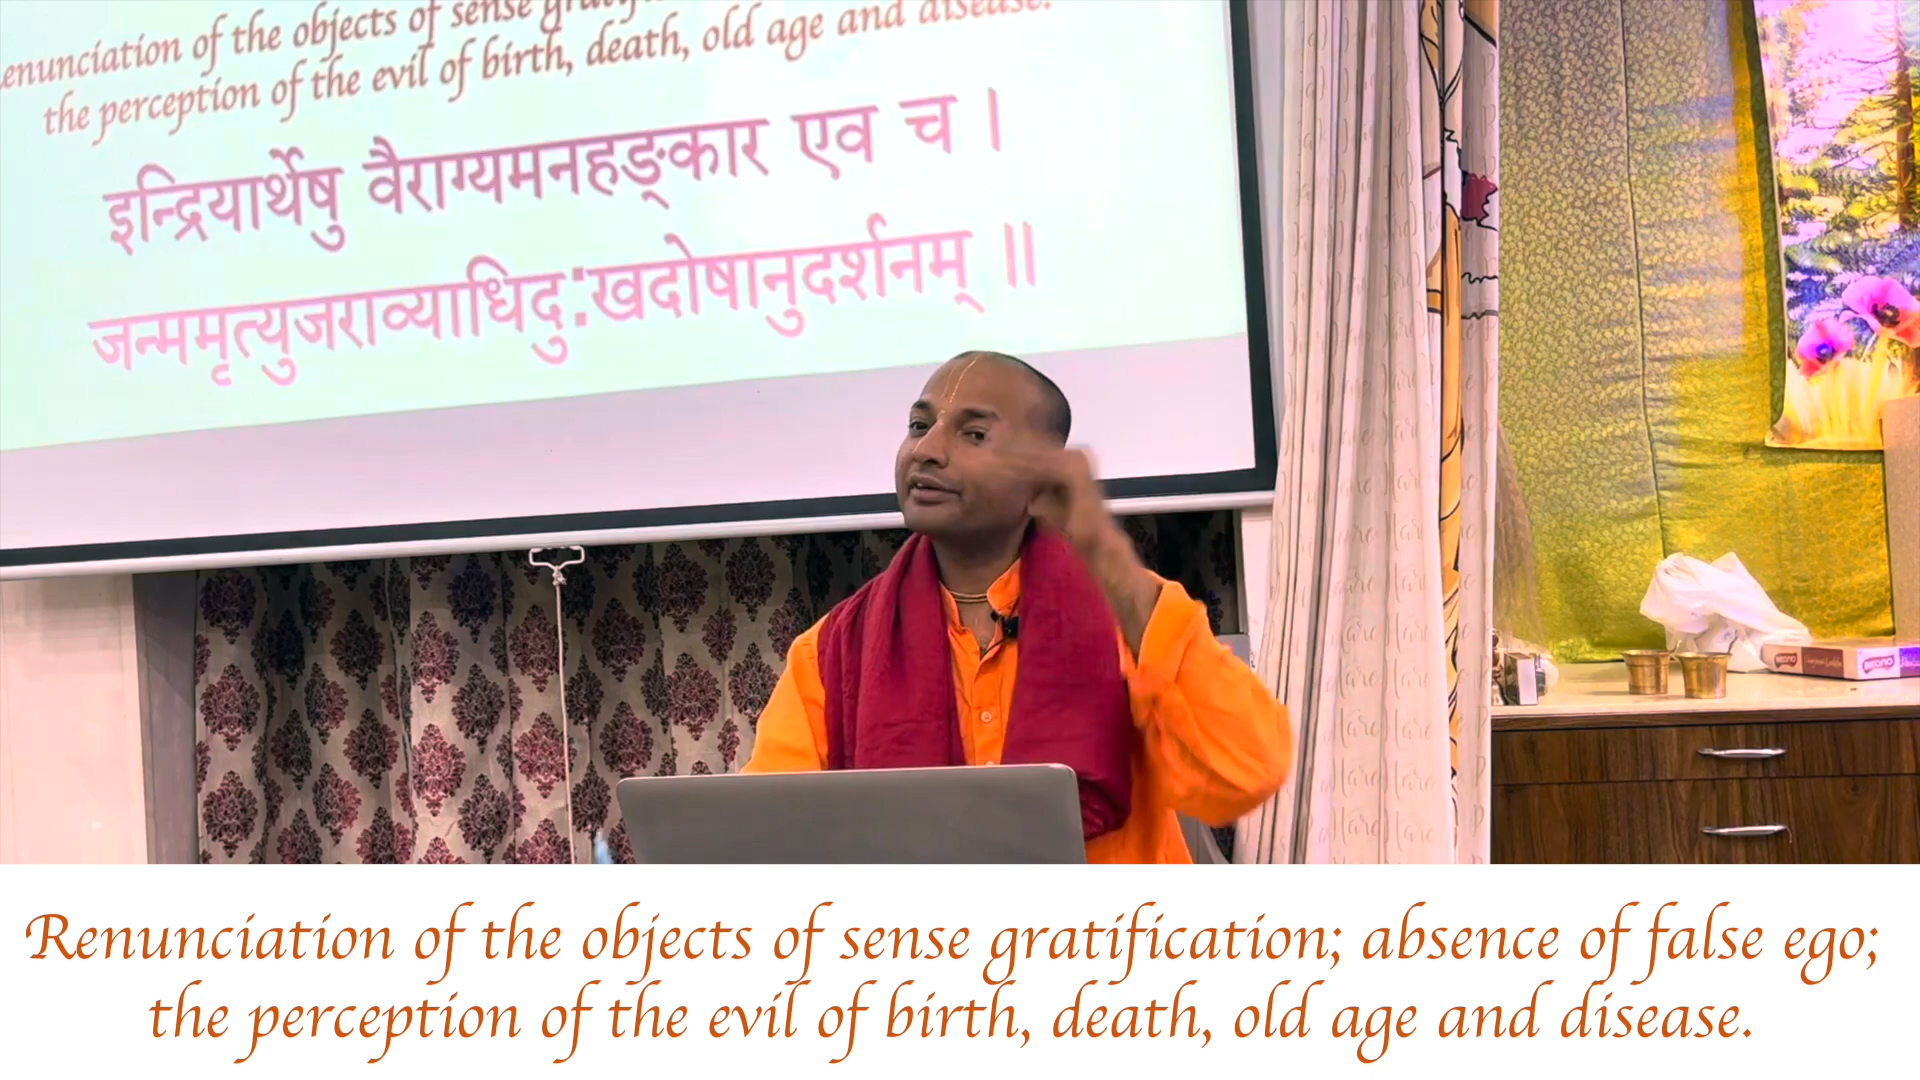 enunciation of the objects of sense
the perception of the evil of birth, death, old age and disease.
इन्द्रियार्थेषु वैराग्यमनहङ्कार एव च ।
जन्ममृत्युजराव्याधिदु:खदोषानुदर्शनम् ॥
Renunciation of the objects of sense gratification; absence of false ego;
the perception of the evil of birth, death, old age and disease.